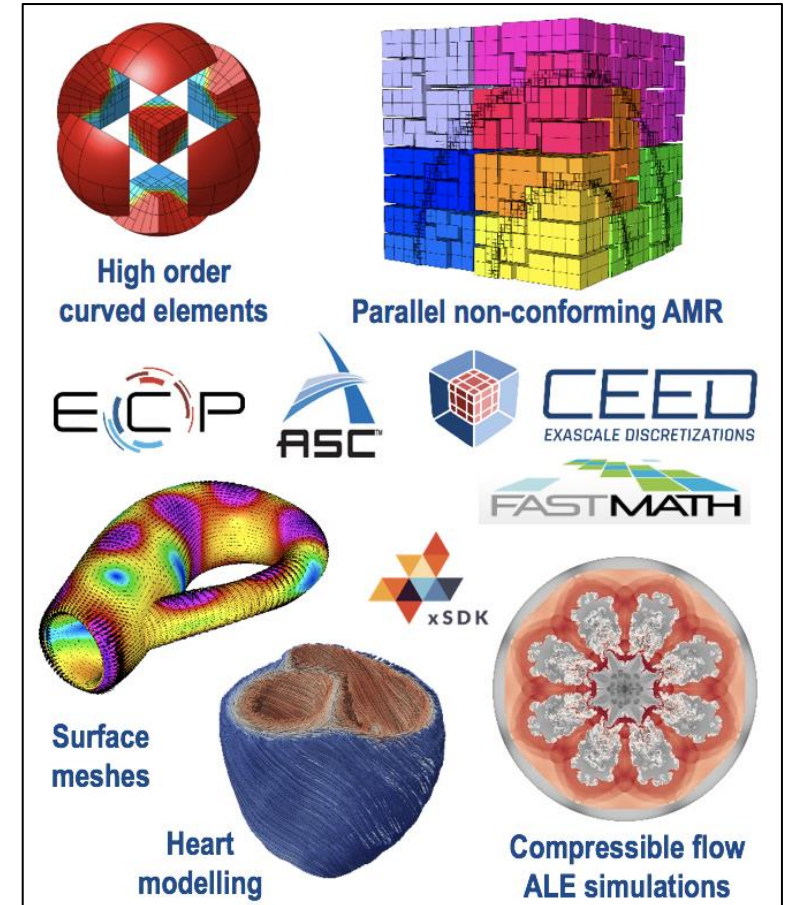 High order
curved elements
Parallel non-conforming AMR
ECP
ASC™
CEED
EXASCALE DISCRETIZATIONS
FASTMATH
xSDK
Surface
meshes
Heart
modelling
Compressible flow
ALE simulations